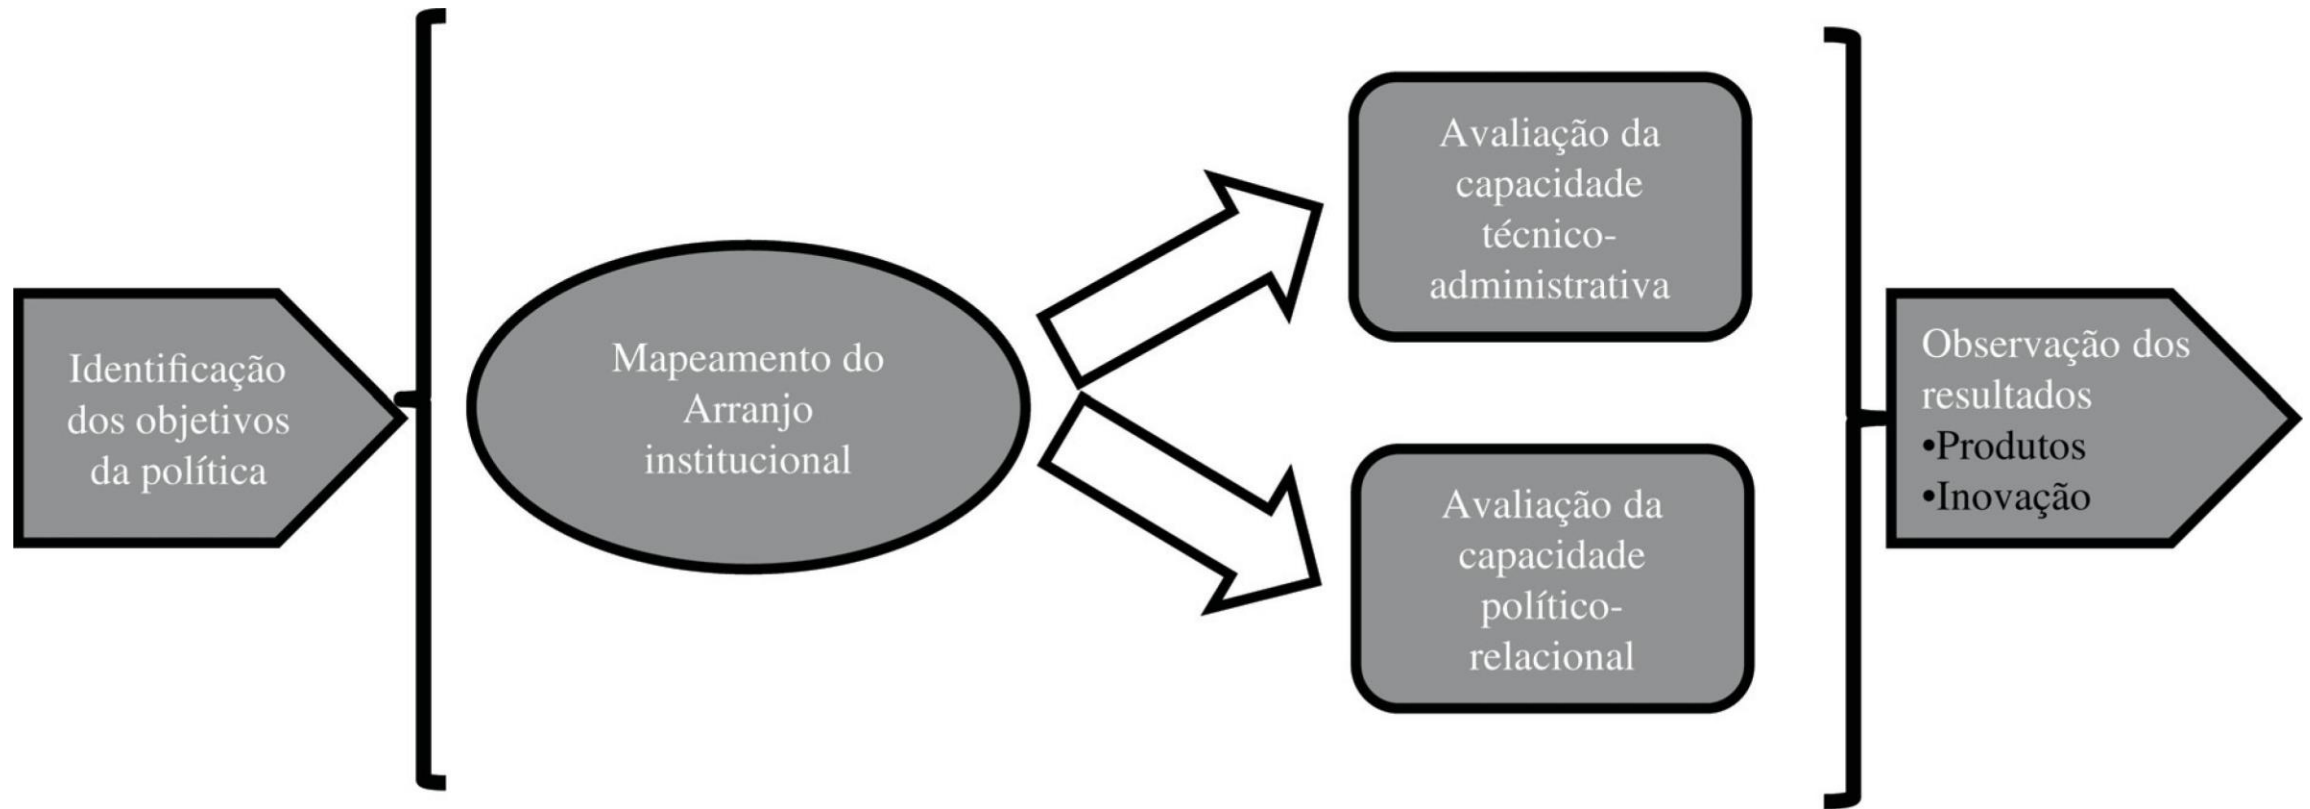 Identificação
dos objetivos
da política
Mapeamento do
Arranjo
institucional
Avaliação da
capacidade
técnico-
administrativa
Avaliação da
capacidade
político-
relacional
Observação dos
resultados
•Produtos
•Inovação